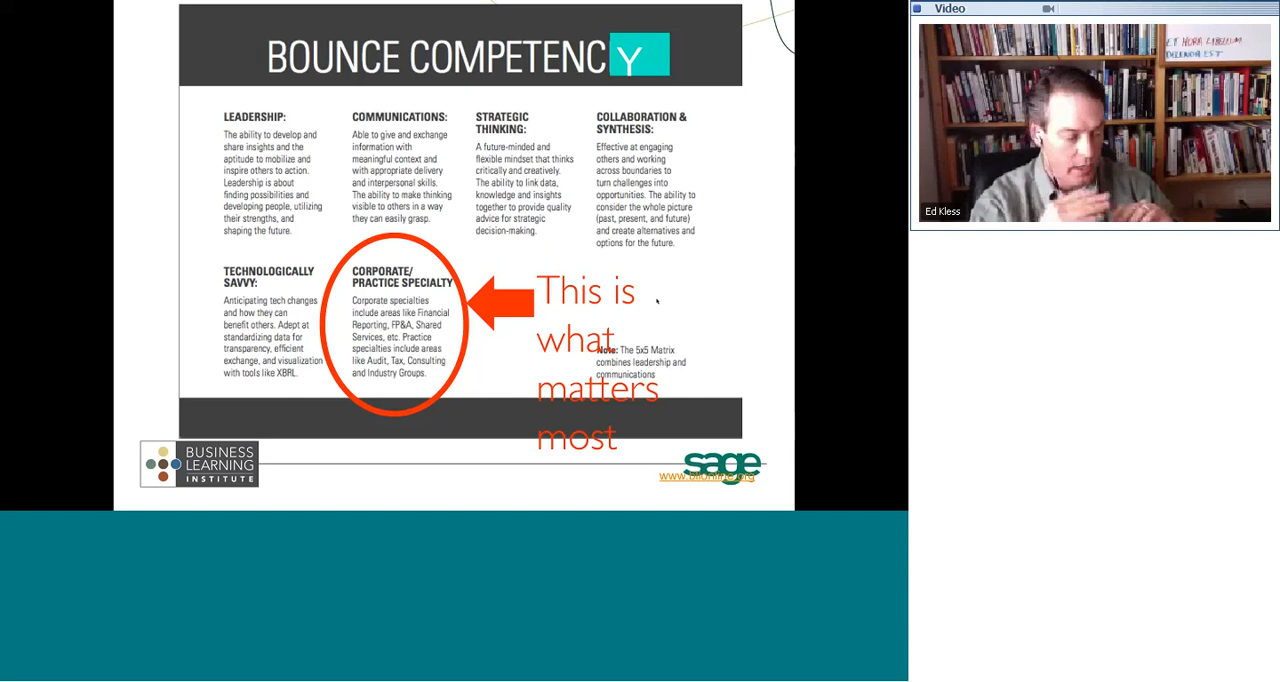 BOUNCE COMPETENCY
LEADERSHIP:
The ability to develop and
share insights and the
aptitude to mobilize and
inspire others to action.
Leadership is about
finding possibilities and
developing people, utilizing
their strengths, and
shaping the future.
COMMUNICATIONS:
Able to give and exchange
information with
meaningful context and
with appropriate delivery
and interpersonal skills.
The ability to make thinking
visible to others in a way
they can easily grasp.
STRATEGIC
THINKING:
A future-minded and
flexible mindset that thinks
critically and creatively.
The ability to link data,
knowledge and insights
together to provide quality
advice for strategic
decision-making.
COLLABORATION &
SYNTHESIS:
Effective at engaging
others and working
across boundaries to
turn challenges into
opportunities. The ability to
consider the whole picture
(past, present, and future)
and create alternatives and
options for the future.
TECHNOLOGICALLY
SAVVY:
Anticipating tech changes
and how they can
benefit others. Adept at
standardizing data for
transparency, efficient
exchange, and visualization
with tools like XBRL.
CORPORATE/
PRACTICE SPECIALTY
Corporate specialties
include areas like Financial
Reporting, FP&A, Shared
Services, etc. Practice
specialties include areas
like Audit, Tax, Consulting
and Industry Groups.
This is
what
matters
most
Note: The 5x5 Matrix
combines leadership and
communications
BUSINESS
LEARNING
INSTITUTE
sage
www.blionline.org
Video
ET HORA LIBELLUM
DELENDA EST
Ed Kless